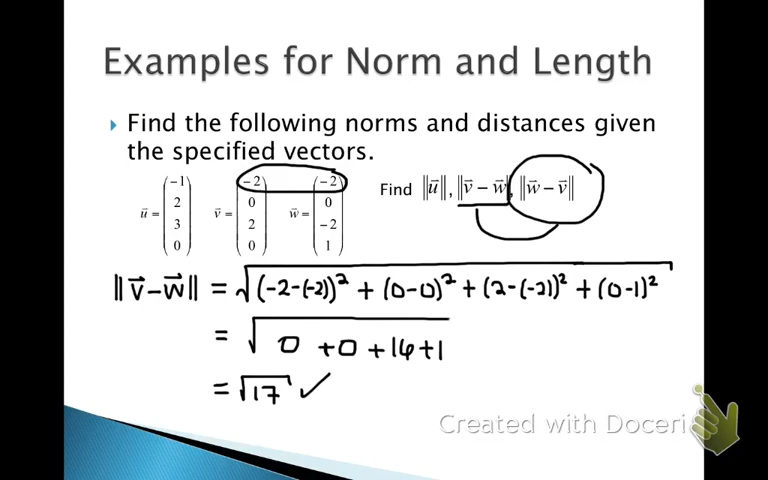 Examples for Norm and Length
Find the following norms and distances given
the specified vectors.
u⃗ = (-1 2 3 0) v⃗ = (-2 0 2 0) w⃗ = (-2 0 -2 1) Find ‖u⃗‖, ‖v⃗ - w⃗‖, ‖w⃗ - v⃗‖
‖v⃗ - w⃗‖ = √((-2-(-2))² + (0-0)² + (2-(-2))² + (0-1)²)
= √(0 + 0 + 16 + 1)
= √17 ✓
Created with Doceri